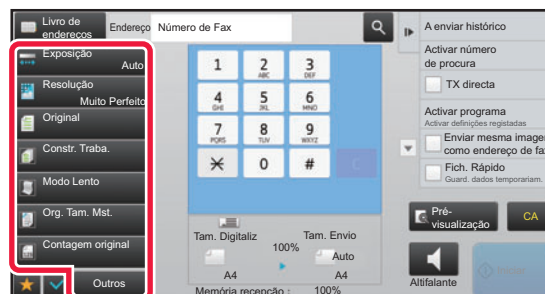 Livro de
endereços
Endereço
Número de Fax
Exposição
Auto
Resolução
Muito Perfeito
Original
Constr. Traba.
Modo Lento
Org. Tam. Mst.
Contagem original
Outros
1
2
ABC
3
DEF
4
GHI
5
JKL
6
MNO
7
PQRS
8
TUV
9
WXYZ
0
#
C
Tam. Digitaliz
100%
Tam. Envio
Auto
A4
A4
Memória recepção :
100%
A enviar histórico
Activar número
de procura
TX directa
Activar programa
Activar definições registadas
Enviar mesma imagem
como endereço de fax
Fich. Rápido
Guard. dados temporariam.
Pré-
visualização
CA
Altifalante